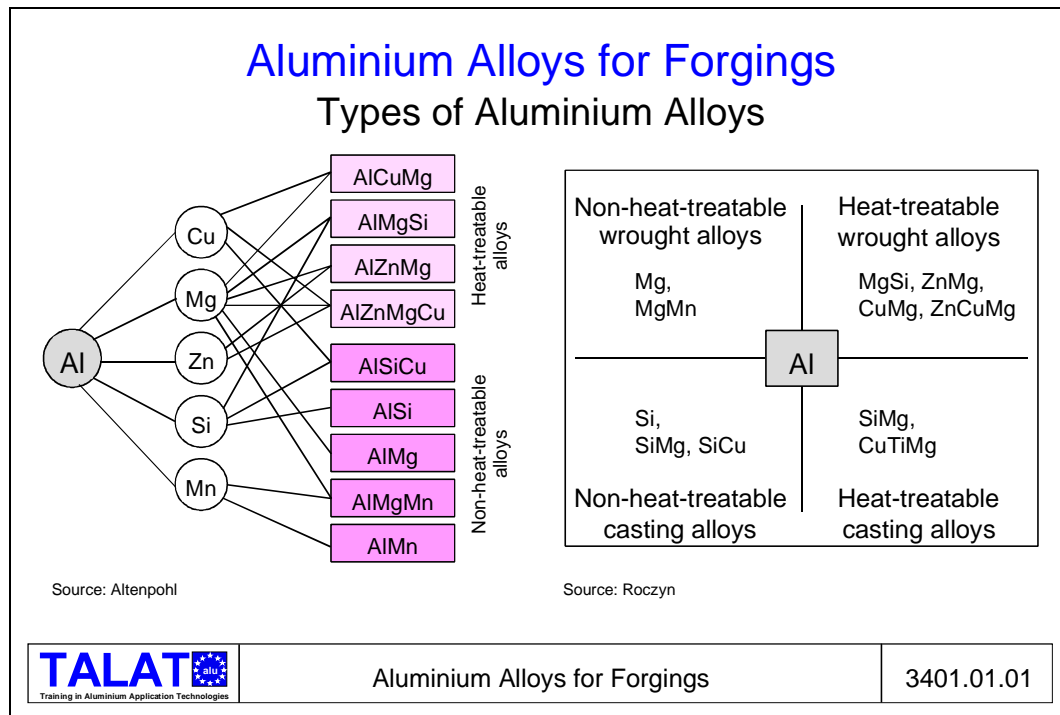 Aluminium Alloys for Forgings
Types of Aluminium Alloys
Al
Cu
Mg
Zn
Si
Mn
AlCuMg
AlMgSi
AlZnMg
AlZnMgCu
AlSiCu
AlSi
AlMg
AlMgMn
AlMn
Heat-treatable
alloys
Non-heat-treatable
alloys
Source: Altenpohl
Non-heat-treatable
wrought alloys
Mg,
MgMn
Heat-treatable
wrought alloys
MgSi, ZnMg,
CuMg, ZnCuMg
Al
Si,
SiMg, SiCu
Non-heat-treatable
casting alloys
SiMg,
CuTiMg
Heat-treatable
casting alloys
Source: Roczyn
TALAT
alu
Training in Aluminium Application Technologies
Aluminium Alloys for Forgings
3401.01.01